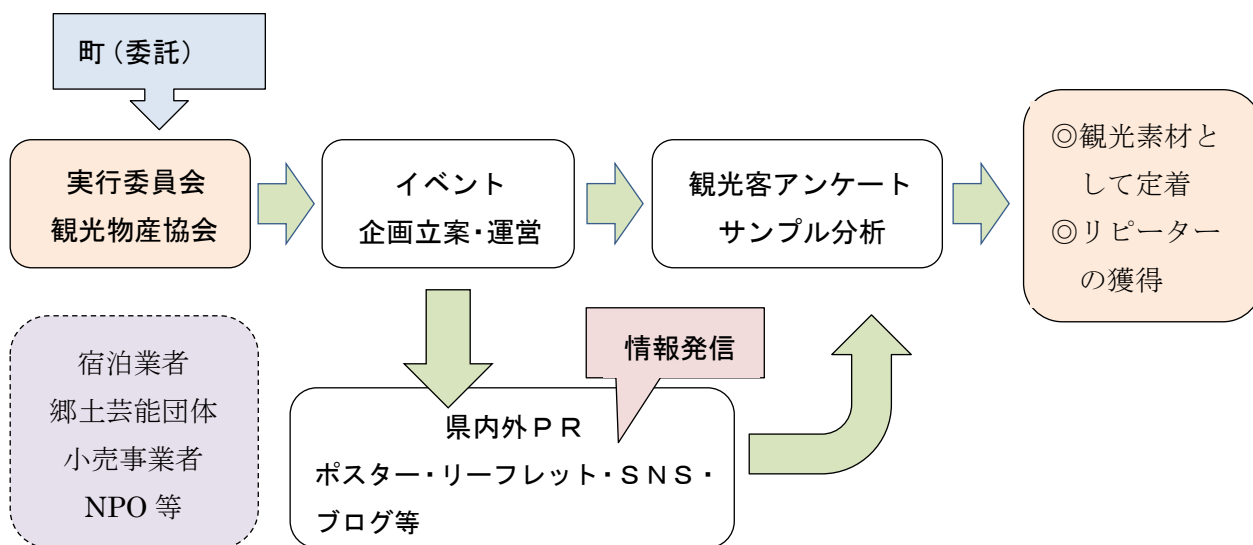 町（委託）
実行委員会
観光物産協会
イベント
企画立案・運営
観光客アンケート
サンプル分析
◎観光素材と
して定着
◎リピーター
の獲得
宿泊業者
郷土芸能団体
小売事業者
NPO 等
情報発信
県内外ＰＲ
ポスター・リーフレット・ＳＮＳ・
ブログ等